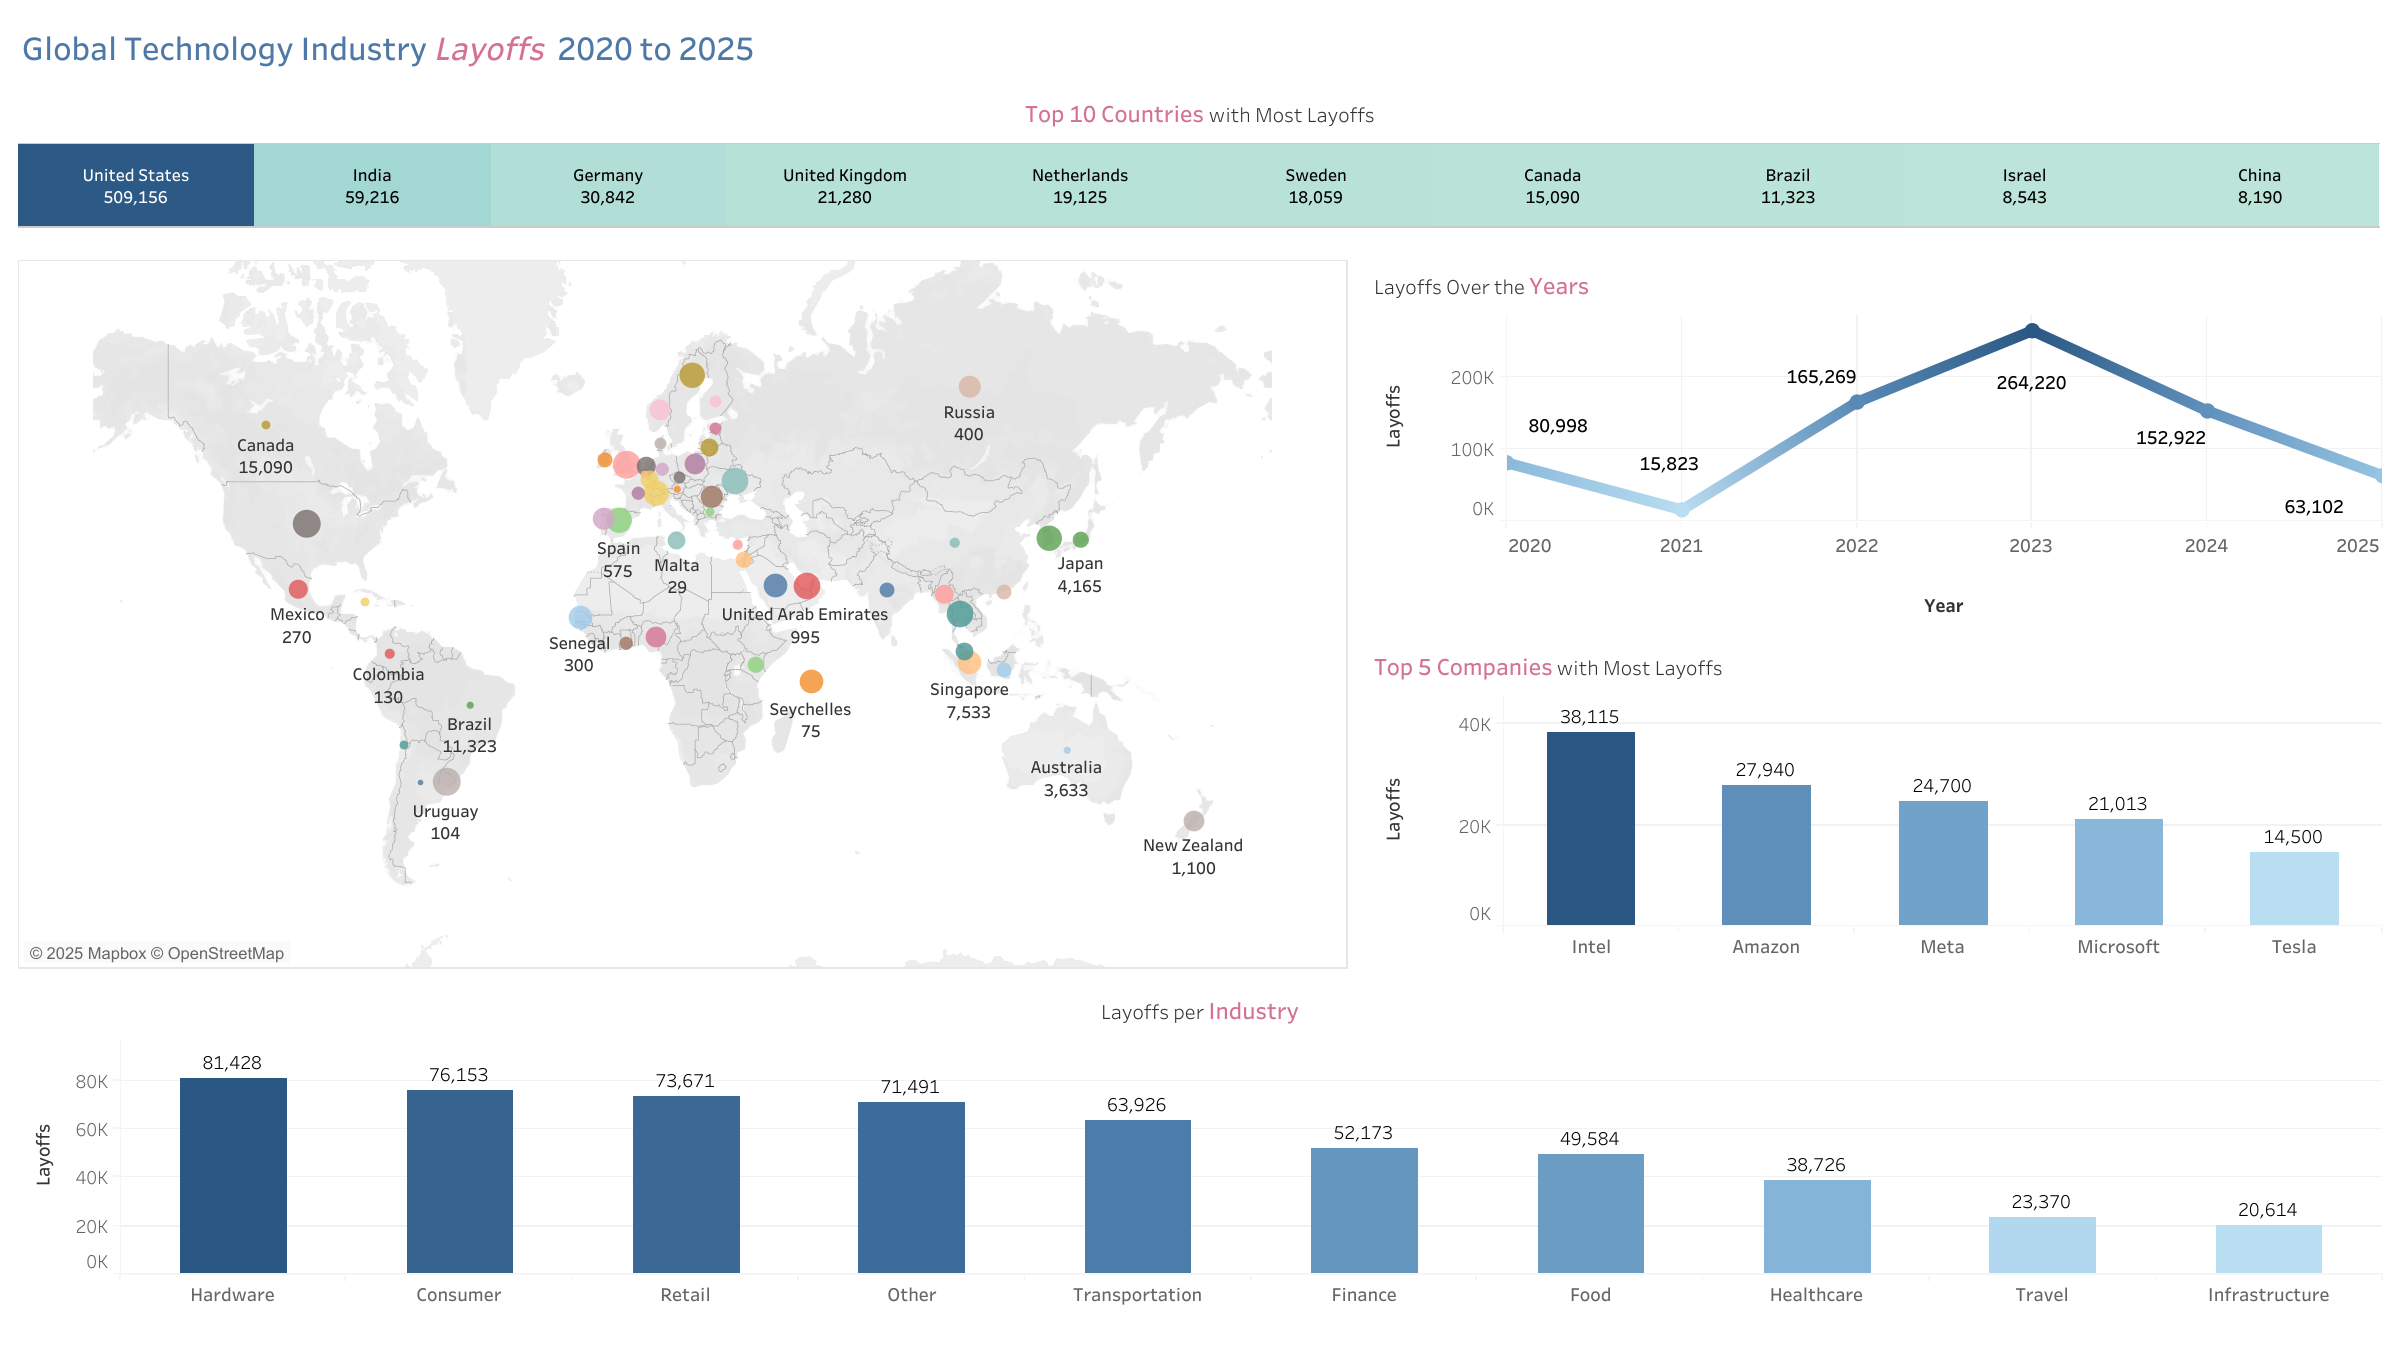 Global Technology Industry Layoffs 2020 to 2025
Top 10 Countries with Most Layoffs
United States
509,156
India
59,216
Germany
30,842
United Kingdom
21,280
Netherlands
19,125
Sweden
18,059
Canada
15,090
Brazil
11,323
Israel
8,543
China
8,190
Canada
15,090
Mexico
270
Colombia
130
Brazil
11,323
Uruguay
104
Spain
575
Malta
29
Senegal
300
United Arab Emirates
995
Seychelles
75
Russia
400
Japan
4,165
Singapore
7,533
Australia
3,633
New Zealand
1,100
© 2025 Mapbox © OpenStreetMap
Layoffs Over the Years
Layoffs
200K
100K
0K
80,998
15,823
165,269
264,220
152,922
63,102
2020
2021
2022
2023
2024
2025
Year
Top 5 Companies with Most Layoffs
Layoffs
40K
20K
0K
38,115
27,940
24,700
21,013
14,500
Intel
Amazon
Meta
Microsoft
Tesla
Layoffs per Industry
Layoffs
80K
60K
40K
20K
0K
81,428
76,153
73,671
71,491
63,926
52,173
49,584
38,726
23,370
20,614
Hardware
Consumer
Retail
Other
Transportation
Finance
Food
Healthcare
Travel
Infrastructure